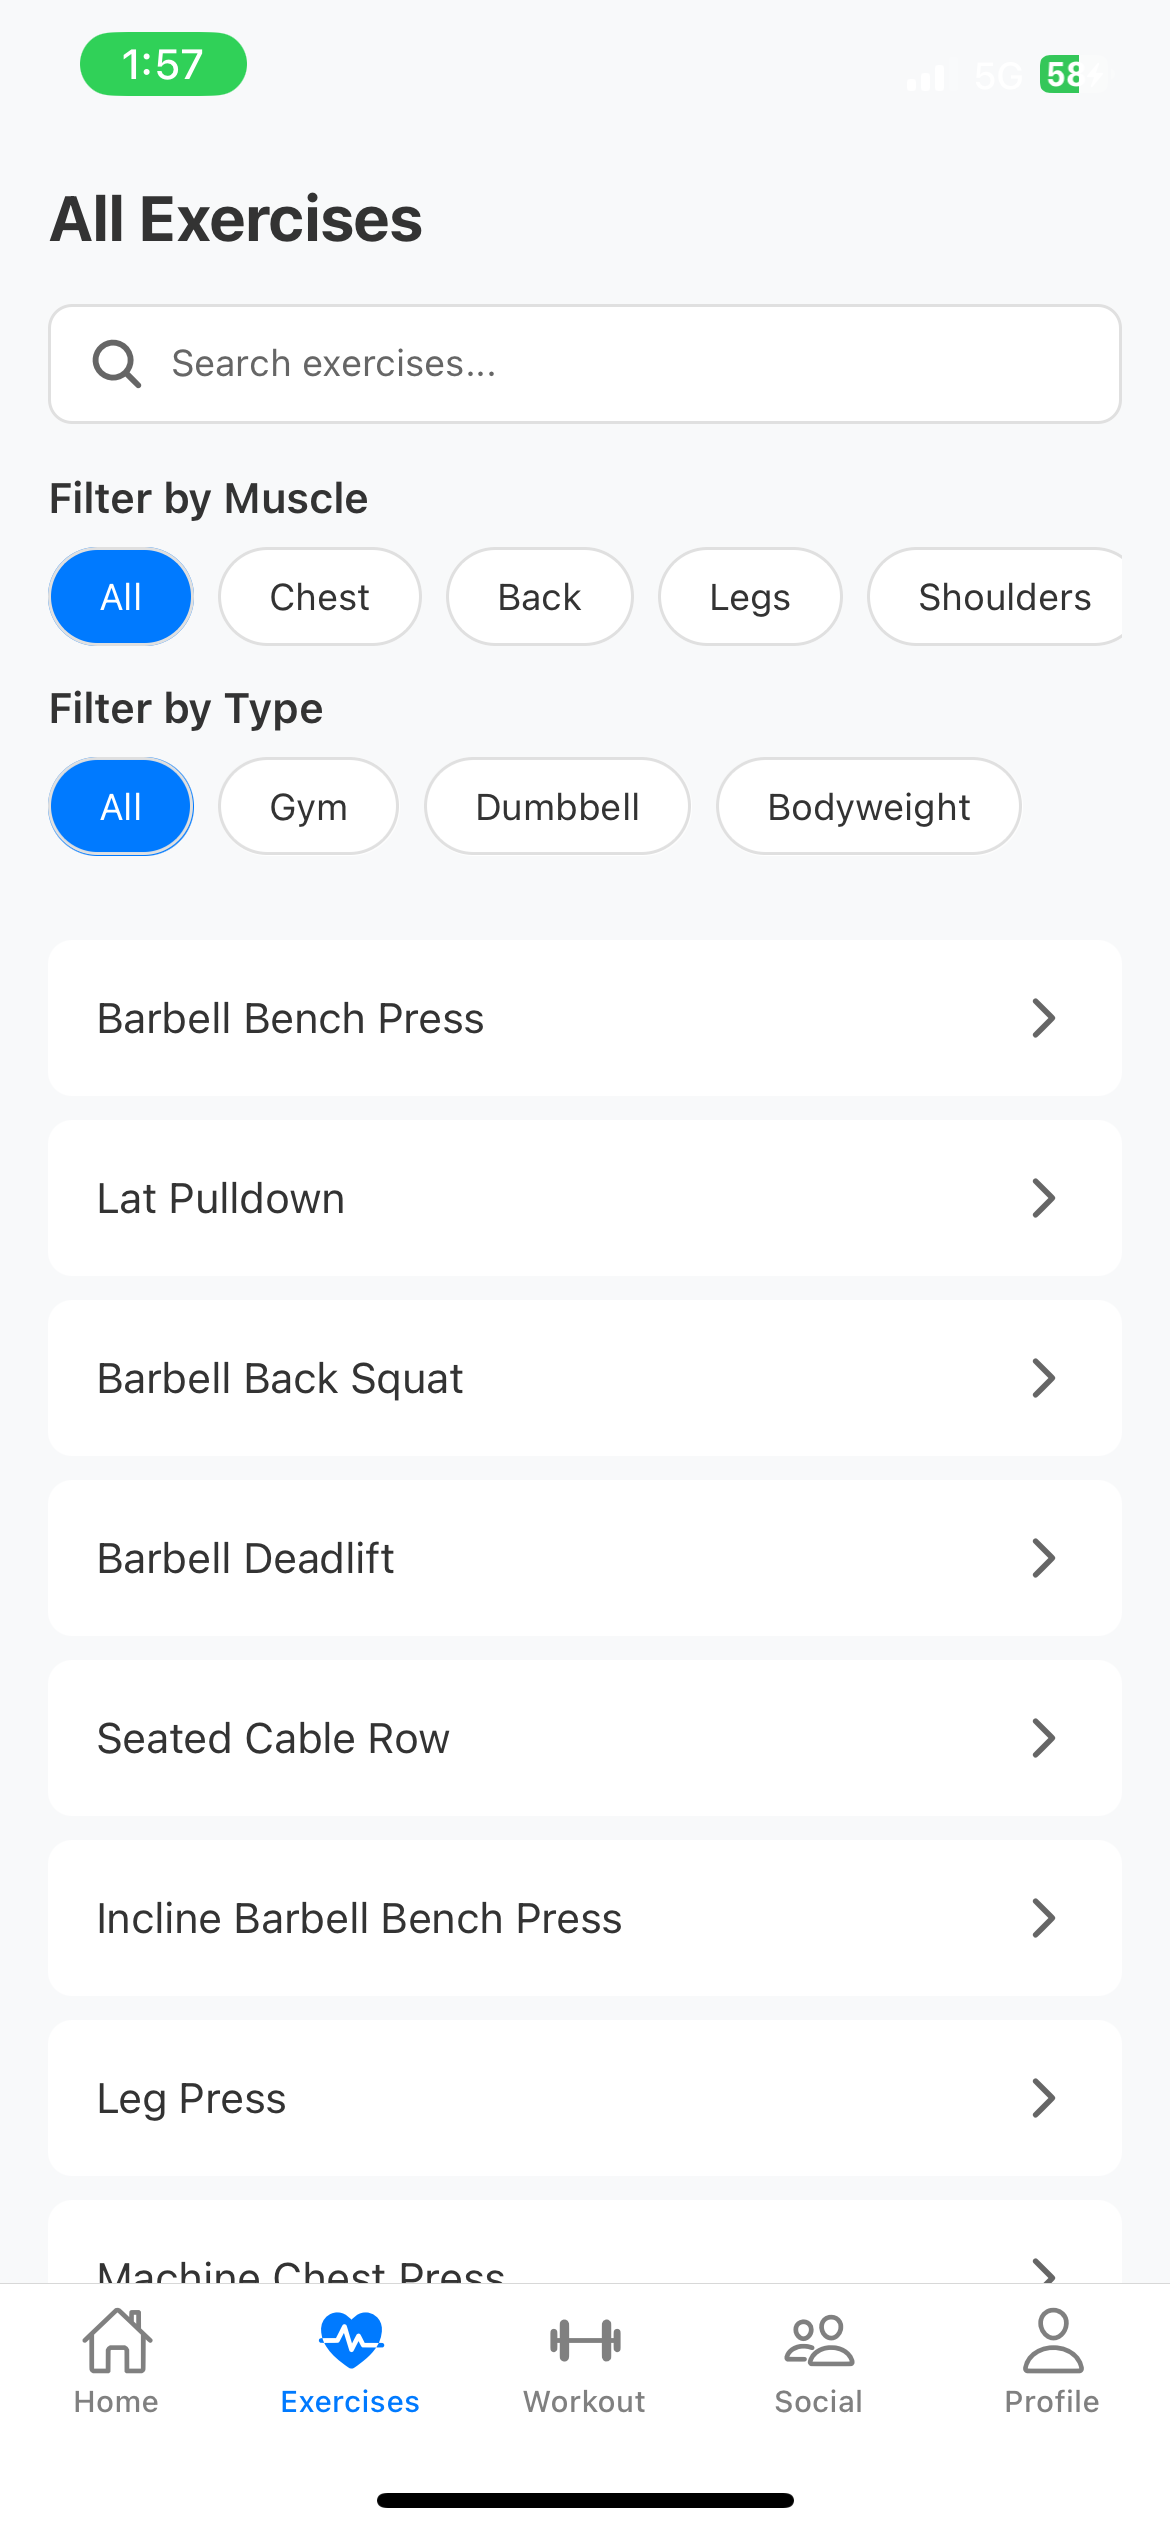 1:57
5G 58
All Exercises
Search exercises...
Filter by Muscle
All Chest Back Legs Shoulders
Filter by Type
All Gym Dumbbell Bodyweight
Barbell Bench Press
Lat Pulldown
Barbell Back Squat
Barbell Deadlift
Seated Cable Row
Incline Barbell Bench Press
Leg Press
Machine Chest Press
Home Exercises Workout Social Profile